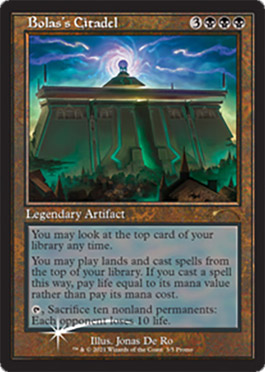 Bolas's Citadel 3
Legendary Artifact
You may look at the top card of your
library any time.
You may play lands and cast spells from
the top of your library. If you cast a spell
this way, pay life equal to its mana value
rather than pay its mana cost.
, Sacrifice ten nonland permanents:
Each opponent loses 10 life.
Illus. Jonas De Ro
™ & © 2021 Wizards of the Coast 3/5 Promo